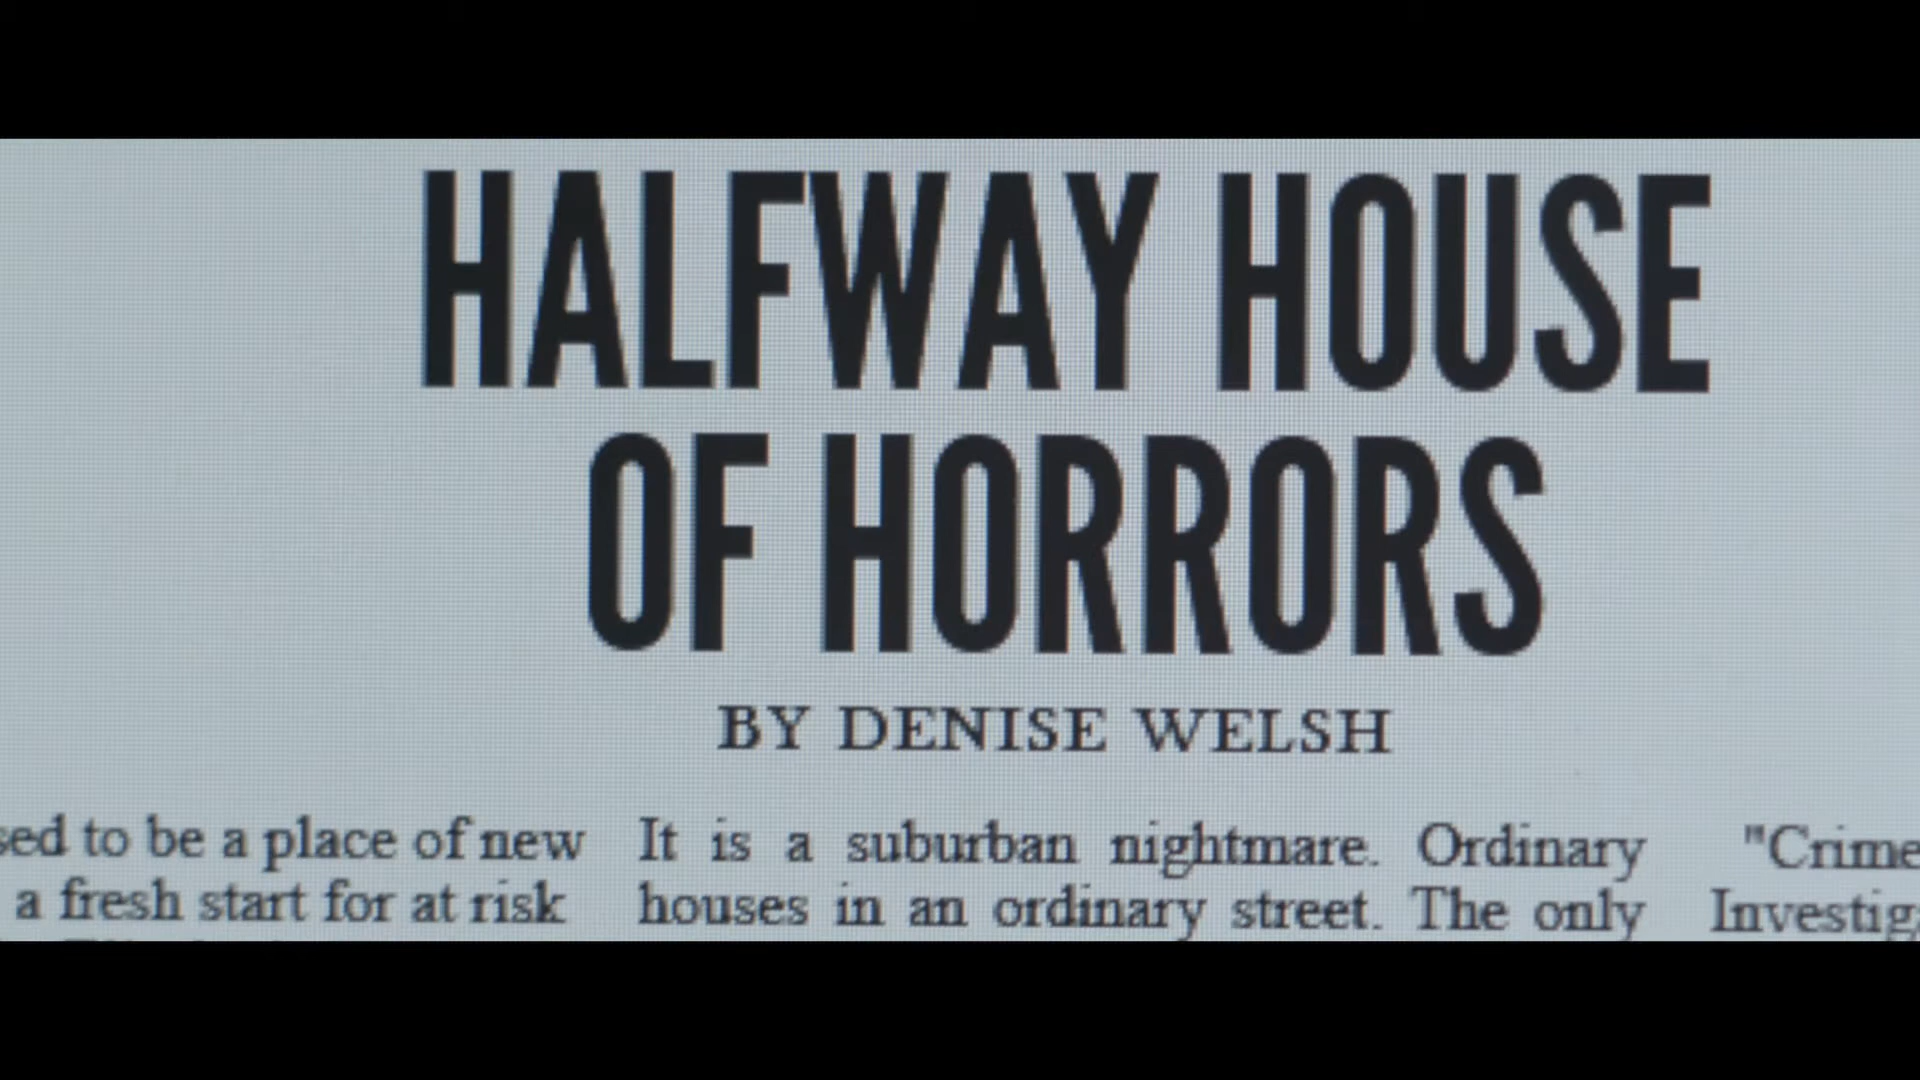 HALFWAY HOUSE
OF HORRORS
BY DENISE WELSH
sed to be a place of new
a fresh start for at risk
It is a suburban nightmare. Ordinary
houses in an ordinary street. The only
"Crime
Investig